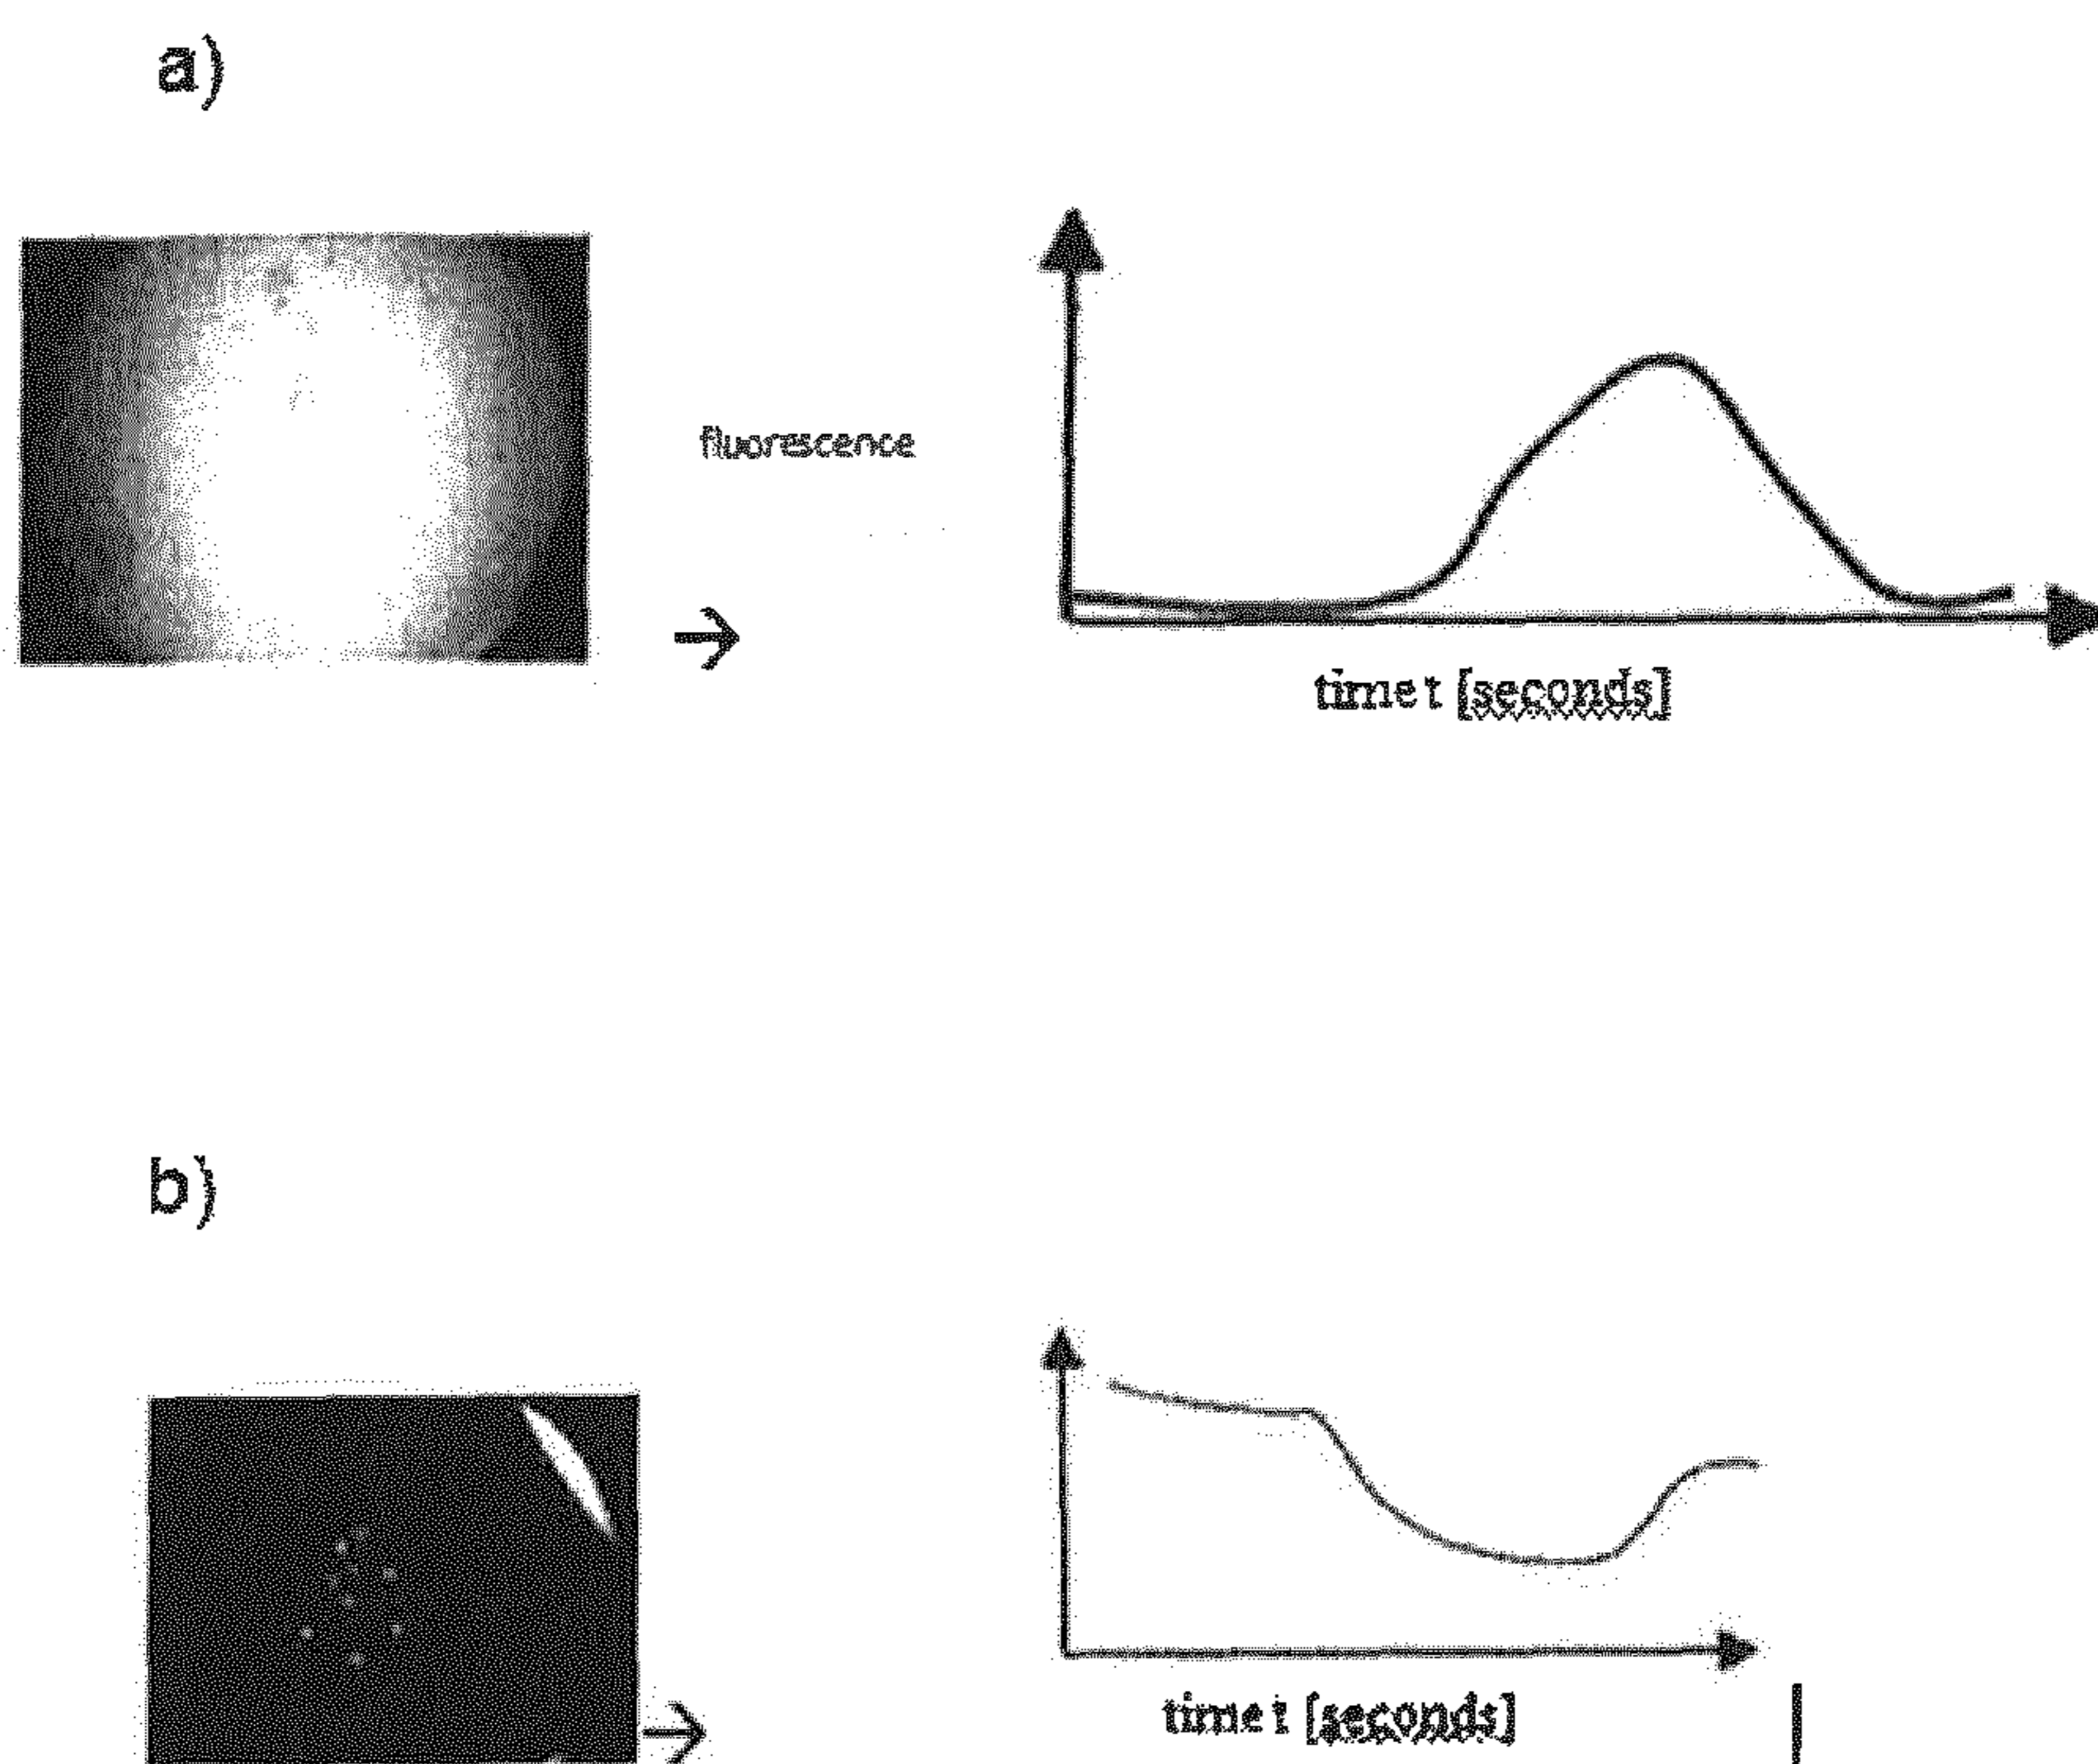 a)
fluorescence
time t [seconds]
b)
time t [seconds]